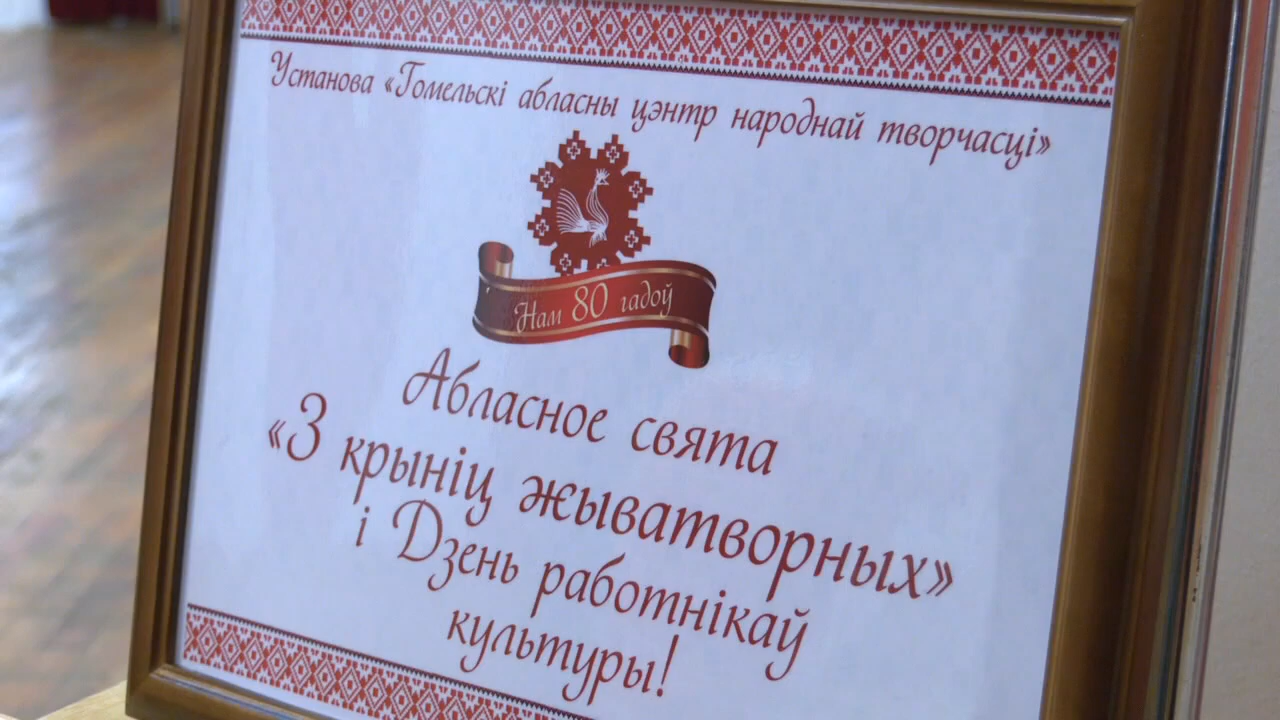 Установа «Гомельскі абласны цэнтр народнай творчасці»
Нам 80 гадоў
Абласное свята
«З крыніц жыватворных»
і Дзень работнікаў
культуры!